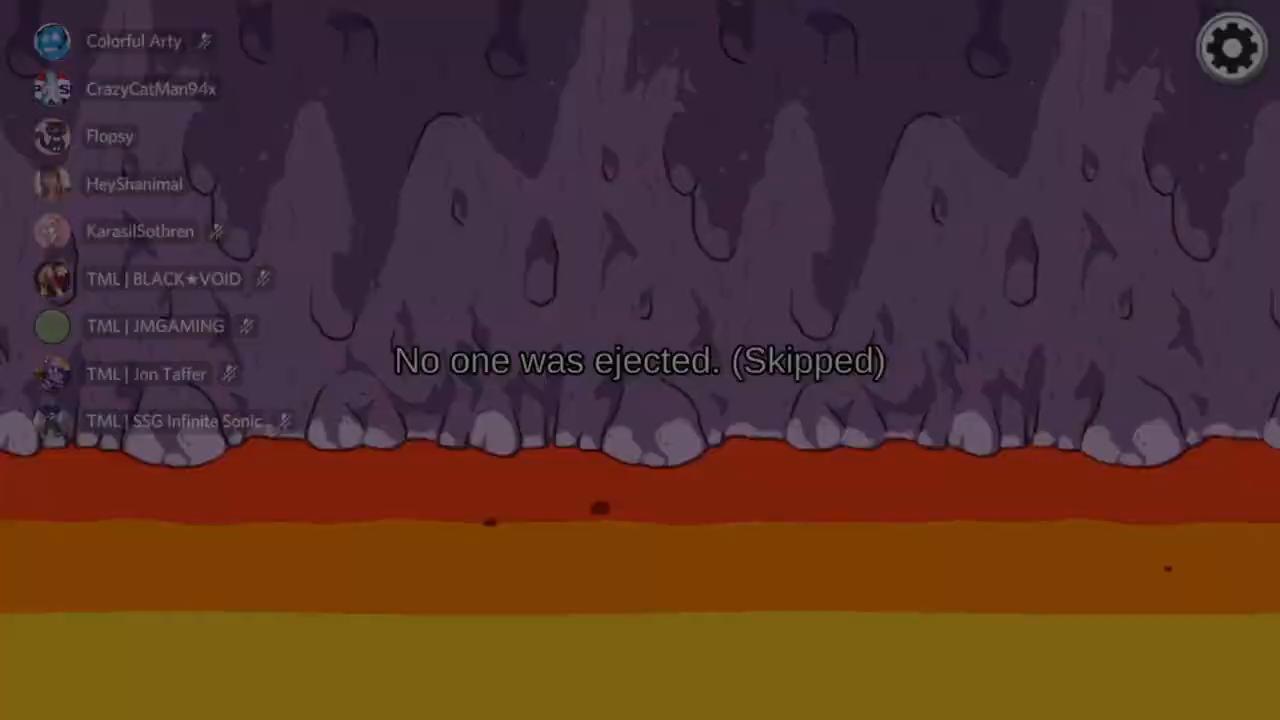 Colorful Arty
CrazyCatMan94x
Flopsy
HeyShanimal
KarasilSothren
TML | BLACK★VOID
TML | JMGAMING
TML | Jon Taffer
No one was ejected. (Skipped)
TML | SSG Infinite Sonic